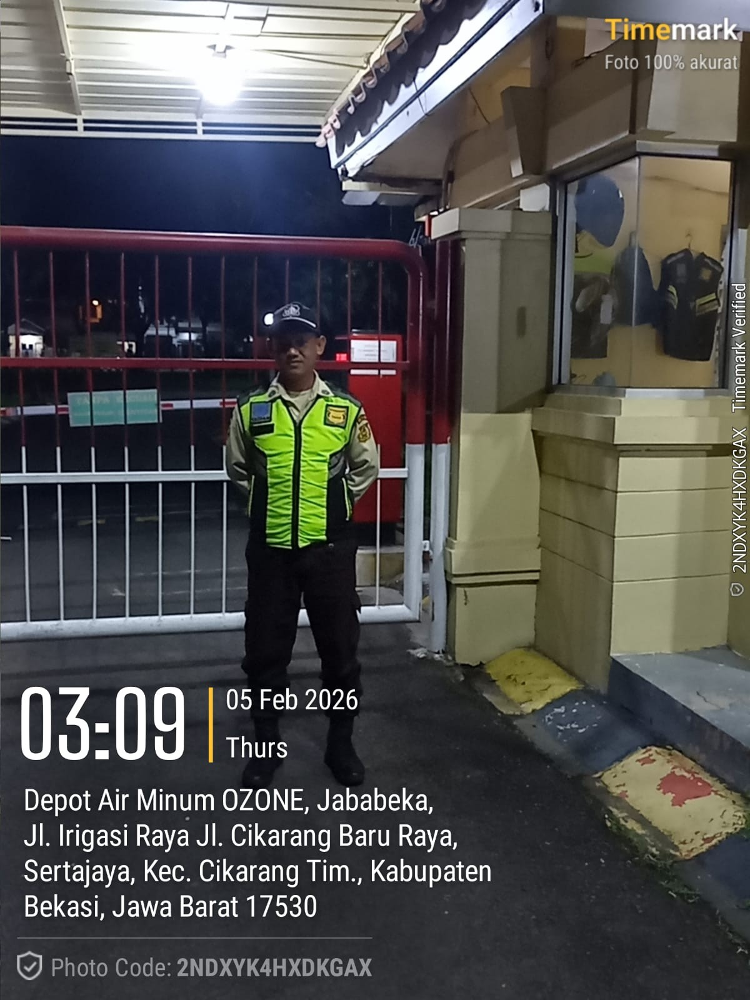 Timemark
Foto 100% akurat
2NDXYK4HXDKGAX Timemark Verified
03:09
05 Feb 2026
Thurs
Depot Air Minum OZONE, Jababeka,
Jl. Irigasi Raya Jl. Cikarang Baru Raya,
Sertajaya, Kec. Cikarang Tim., Kabupaten
Bekasi, Jawa Barat 17530
Photo Code: 2NDXYK4HXDKGAX